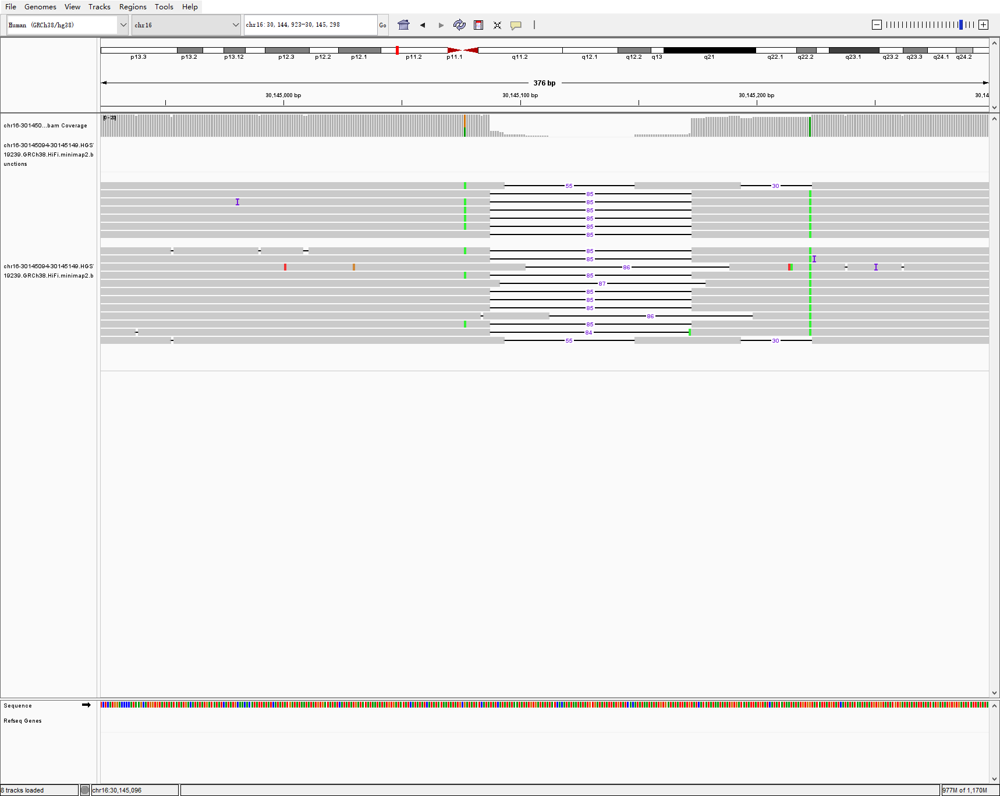 File Genomes View Tracks Regions Tools Help
Human (GRCh38/hg38) chr16 chr16:30,144,923-30,145,298 Go
p13.3 p13.2 p13.12 p12.3 p12.2 p12.1 p11.2 p11.1 q11.2 q12.1 q12.2 q13 q21 q22.1 q22.2 q23.1 q23.2 q23.3 q24.1 q24.2
376 bp
30,145,000 bp 30,145,100 bp 30,145,200 bp 30,14
[0-20]
chr16-301450...bam Coverage
chr16-30145094-30145149.HGS
19239.GRCh38.HiFi.minimap2.b
unctions
55 30
85
85
85
85
85
85
85
85
chr16-30145094-30145149.HGS
86
19239.GRCh38.HiFi.minimap2.b
85
87
85
85
85
86
85
84
55 30
Sequence
Refseq Genes
8 tracks loaded chr16:30,145,096 977M of 1,170M